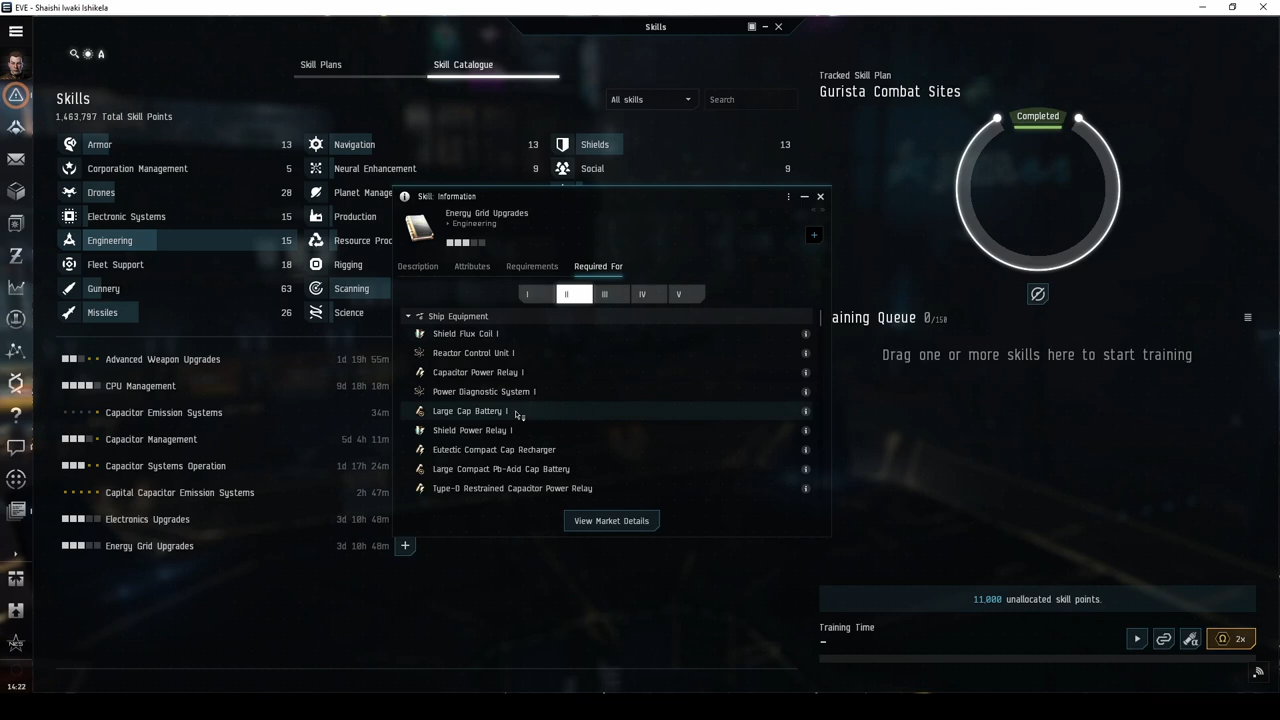 EVE - Shaishi Iwaki Ishikela
Skills
A
Skill Plans
Skill Catalogue
Skills
1,463,797 Total Skill Points
All skills
Search
Armor 13
Navigation 13
Shields 13
Corporation Management 5
Neural Enhancement 9
Social 9
Drones 28
Planet Manage
Electronic Systems 15
Production
Engineering 15
Resource Proc
Fleet Support 18
Rigging
Gunnery 63
Scanning
Missiles 26
Science
Advanced Weapon Upgrades 1d 19h 55m
CPU Management 9d 18h 10m
Capacitor Emission Systems 34m
Capacitor Management 5d 4h 11m
Capacitor Systems Operation 1d 17h 24m
Capital Capacitor Emission Systems 2h 47m
Electronics Upgrades 3d 10h 48m
Energy Grid Upgrades 3d 10h 48m
Skill: Information
Energy Grid Upgrades
› Engineering
Description
Attributes
Requirements
Required For
I
II
III
IV
V
Ship Equipment
Shield Flux Coil I
Reactor Control Unit I
Capacitor Power Relay I
Power Diagnostic System I
Large Cap Battery I
Shield Power Relay I
Eutectic Compact Cap Recharger
Large Compact Pb-Acid Cap Battery
Type-D Restrained Capacitor Power Relay
View Market Details
Tracked Skill Plan
Gurista Combat Sites
Completed
aining Queue 0/150
Drag one or more skills here to start training
11,000 unallocated skill points.
Training Time
–
2x
NES
14:22